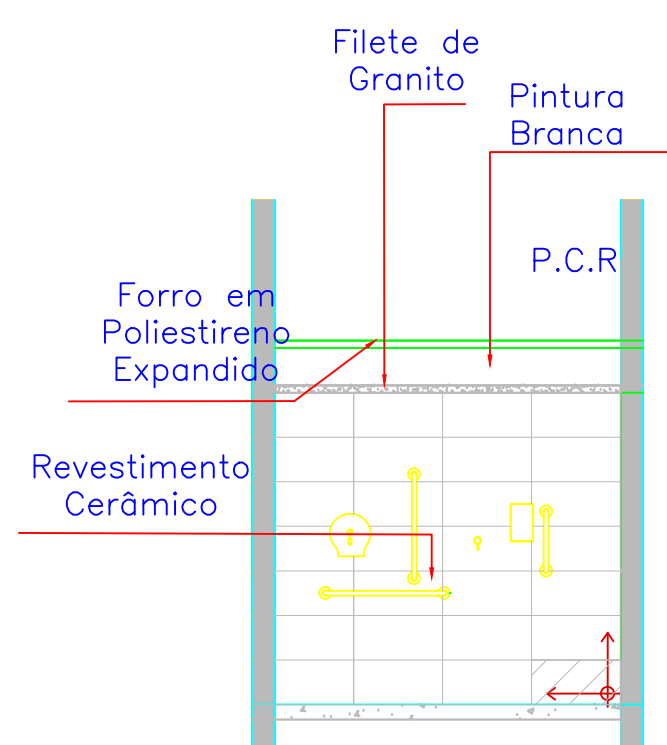 Filete de
Granito
Pintura
Branca
P.C.R
Forro em
Poliestireno
Expandido
Revestimento
Cerâmico